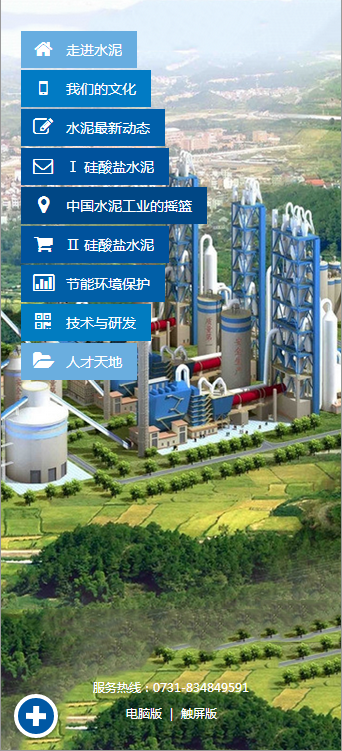 走进水泥
我们的文化
水泥最新动态
Ⅰ 硅酸盐水泥
中国水泥工业的摇篮
Ⅱ 硅酸盐水泥
节能环境保护
技术与研发
人才天地
服务热线：0731-834849591
电脑版 | 触屏版